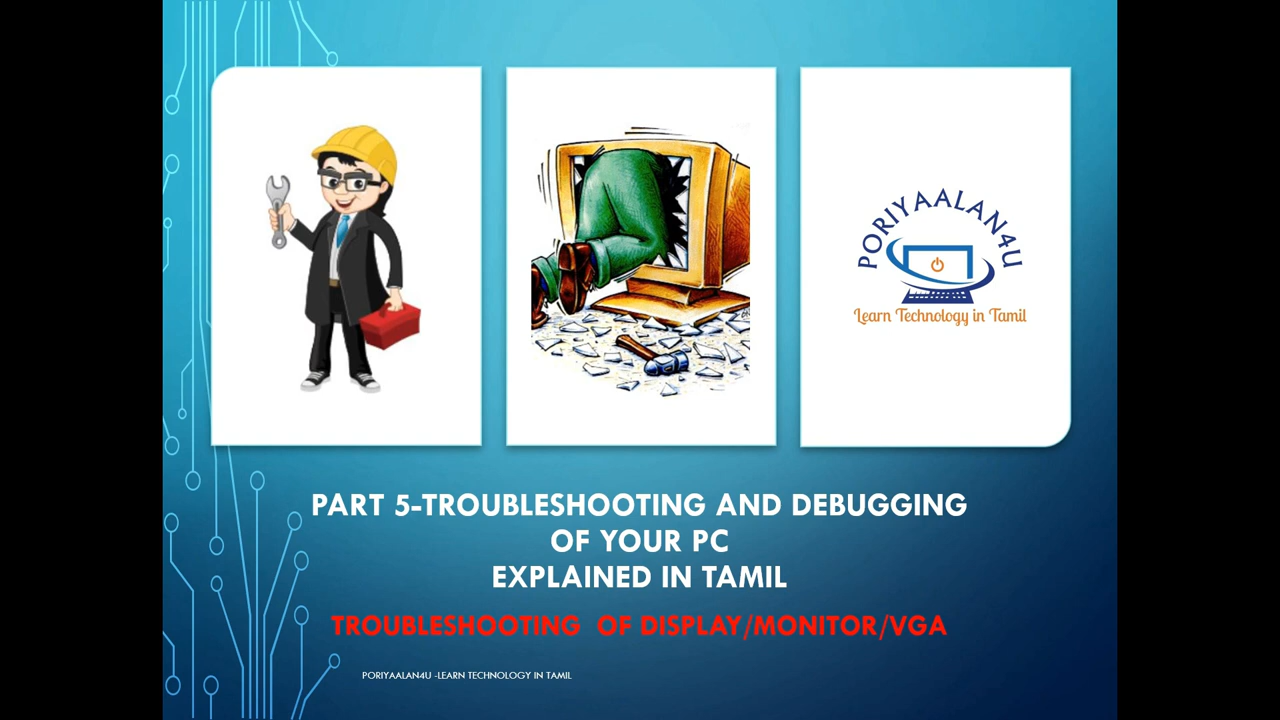 PORIYAALAN4U
Learn Technology in Tamil
PART 5-TROUBLESHOOTING AND DEBUGGING
OF YOUR PC
EXPLAINED IN TAMIL
TROUBLESHOOTING OF DISPLAY/MONITOR/VGA
PORIYAALAN4U -LEARN TECHNOLOGY IN TAMIL